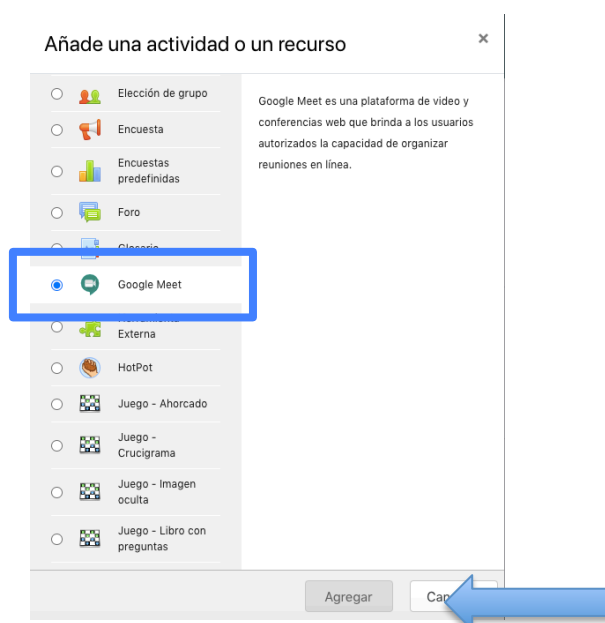 Añade una actividad o un recurso
×
Elección de grupo
Encuesta
Encuestas
predefinidas
Foro
Google Meet
Externa
HotPot
Juego - Ahorcado
Juego -
Crucigrama
Juego - Imagen
oculta
Juego - Libro con
preguntas
Google Meet es una plataforma de video y
conferencias web que brinda a los usuarios
autorizados la capacidad de organizar
reuniones en línea.
Agregar